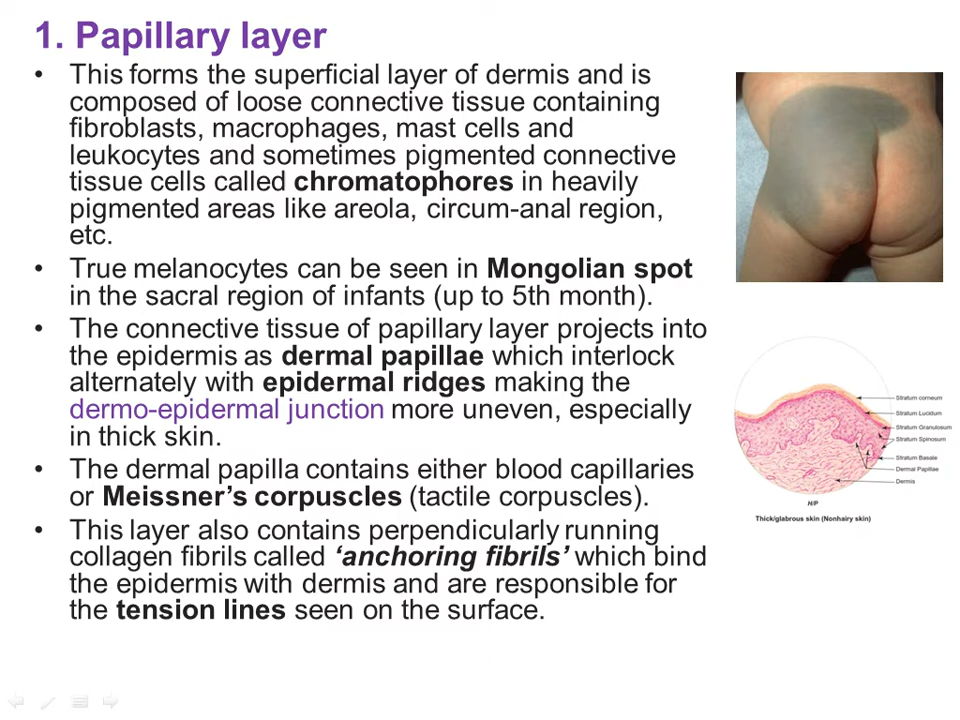 1. Papillary layer
• This forms the superficial layer of dermis and is
composed of loose connective tissue containing
fibroblasts, macrophages, mast cells and
leukocytes and sometimes pigmented connective
tissue cells called chromatophores in heavily
pigmented areas like areola, circum-anal region,
etc.
• True melanocytes can be seen in Mongolian spot
in the sacral region of infants (up to 5th month).
• The connective tissue of papillary layer projects into
the epidermis as dermal papillae which interlock
alternately with epidermal ridges making the
dermo-epidermal junction more uneven, especially
in thick skin.
• The dermal papilla contains either blood capillaries
or Meissner’s corpuscles (tactile corpuscles).
• This layer also contains perpendicularly running
collagen fibrils called ‘anchoring fibrils’ which bind
the epidermis with dermis and are responsible for
the tension lines seen on the surface.
Stratum corneum
Stratum Lucidum
Stratum Granulosum
Stratum Spinosum
Stratum Basale
Dermal Papillae
Dermis
H/P
Thick/glabrous skin (Nonhairy skin)